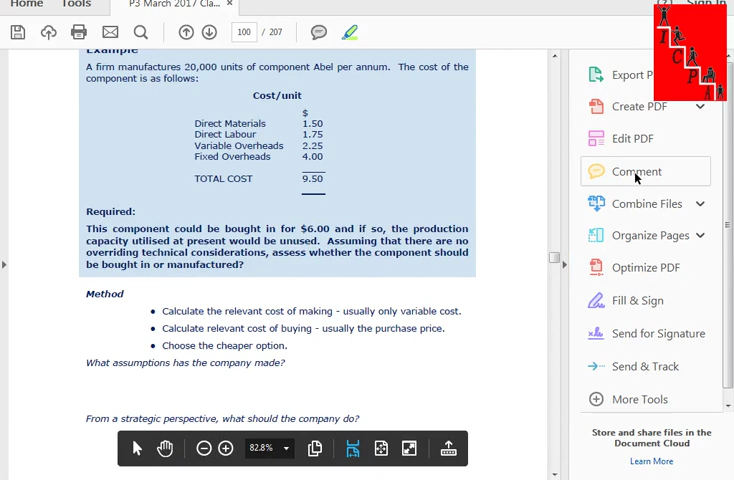 Home Tools P3 March 2017 Cla... × Sign In
100 / 207
Example
A firm manufactures 20,000 units of component Abel per annum. The cost of the
component is as follows:
Cost/unit
$
Direct Materials 1.50
Direct Labour 1.75
Variable Overheads 2.25
Fixed Overheads 4.00
TOTAL COST 9.50
Required:
This component could be bought in for $6.00 and if so, the production
capacity utilised at present would be unused. Assuming that there are no
overriding technical considerations, assess whether the component should
be bought in or manufactured?
Method
• Calculate the relevant cost of making - usually only variable cost.
• Calculate relevant cost of buying - usually the purchase price.
• Choose the cheaper option.
What assumptions has the company made?
From a strategic perspective, what should the company do?
82.8%
I
C
P
A
Export P
Create PDF
Edit PDF
Comment
Combine Files
Organize Pages
Optimize PDF
Fill & Sign
Send for Signature
Send & Track
More Tools
Store and share files in the
Document Cloud
Learn More